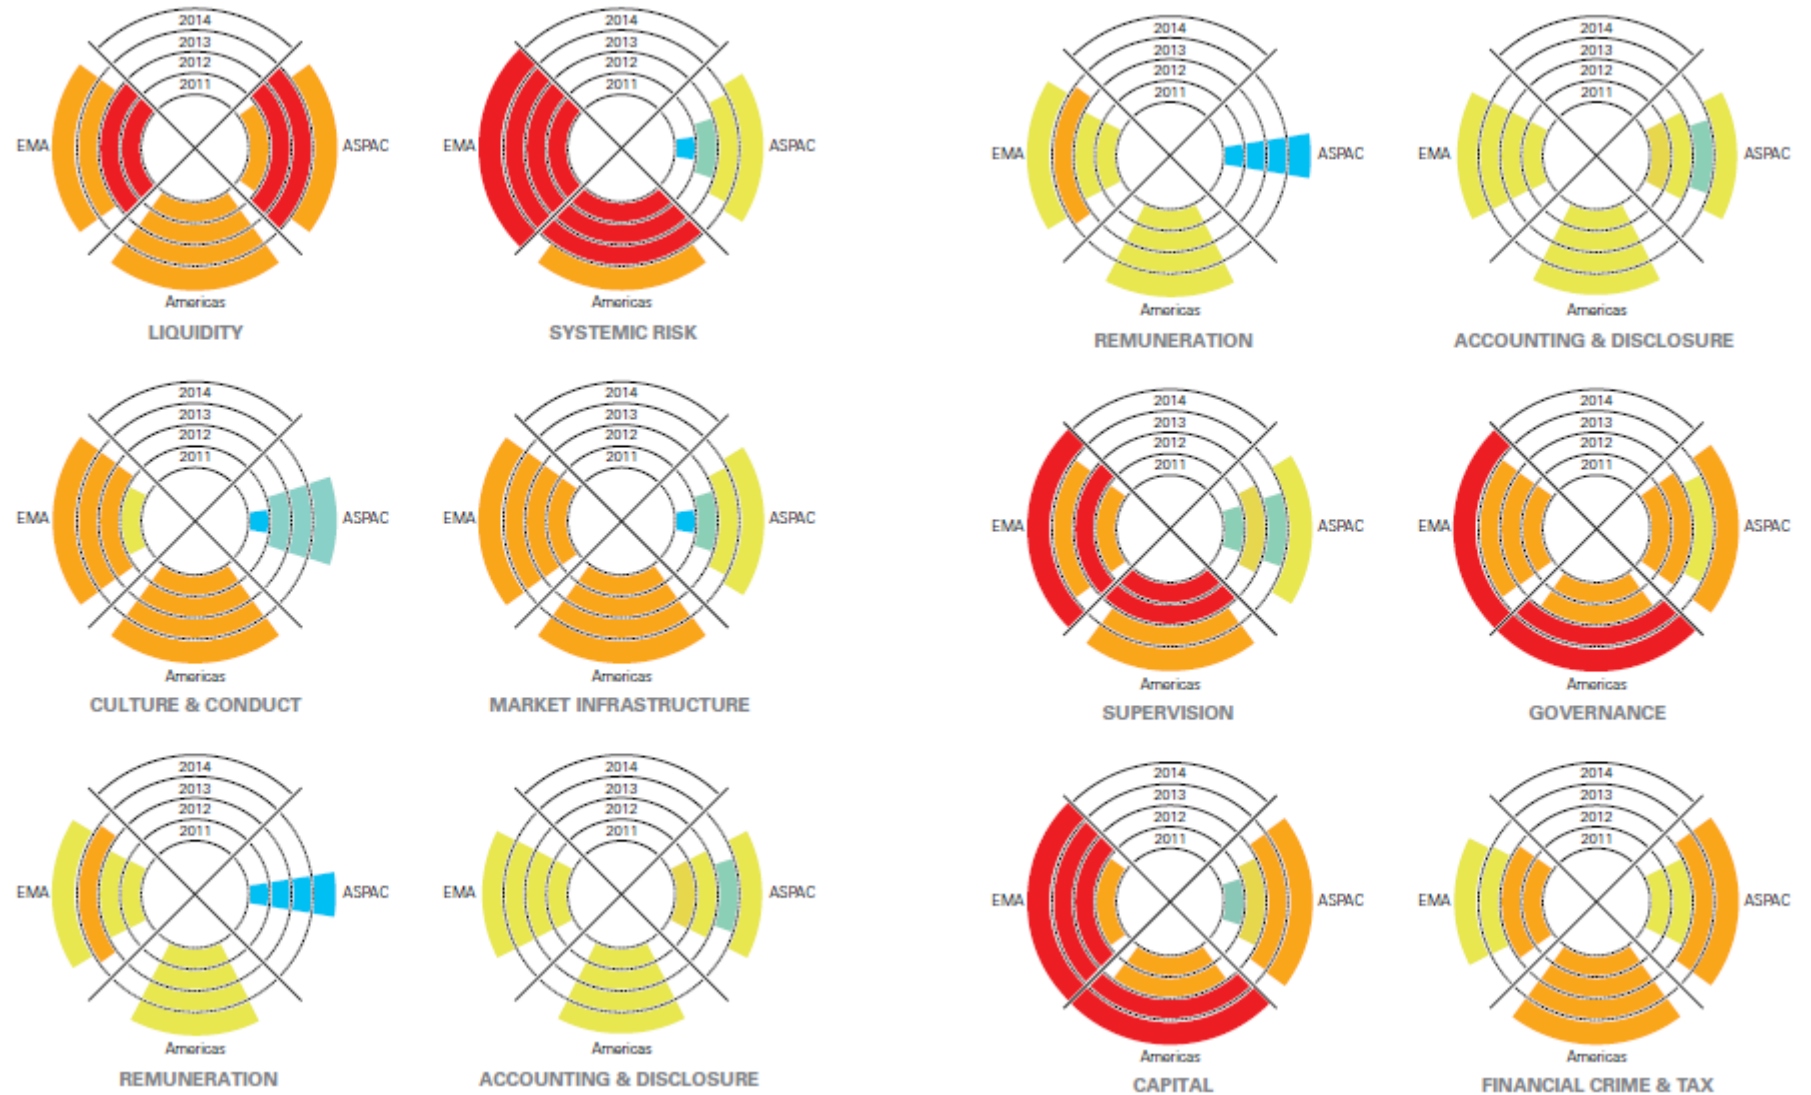 2014
2013
2012
2011
EMA
ASPAC
Americas
LIQUIDITY
2014
2013
2012
2011
EMA
ASPAC
Americas
SYSTEMIC RISK
2014
2013
2012
2011
EMA
ASPAC
Americas
REMUNERATION
2014
2013
2012
2011
EMA
ASPAC
Americas
ACCOUNTING & DISCLOSURE
2014
2013
2012
2011
EMA
ASPAC
Americas
CULTURE & CONDUCT
2014
2013
2012
2011
EMA
ASPAC
Americas
MARKET INFRASTRUCTURE
2014
2013
2012
2011
EMA
ASPAC
Americas
SUPERVISION
2014
2013
2012
2011
EMA
ASPAC
Americas
GOVERNANCE
2014
2013
2012
2011
EMA
ASPAC
Americas
REMUNERATION
2014
2013
2012
2011
EMA
ASPAC
Americas
ACCOUNTING & DISCLOSURE
2014
2013
2012
2011
EMA
ASPAC
Americas
CAPITAL
2014
2013
2012
2011
EMA
ASPAC
Americas
FINANCIAL CRIME & TAX